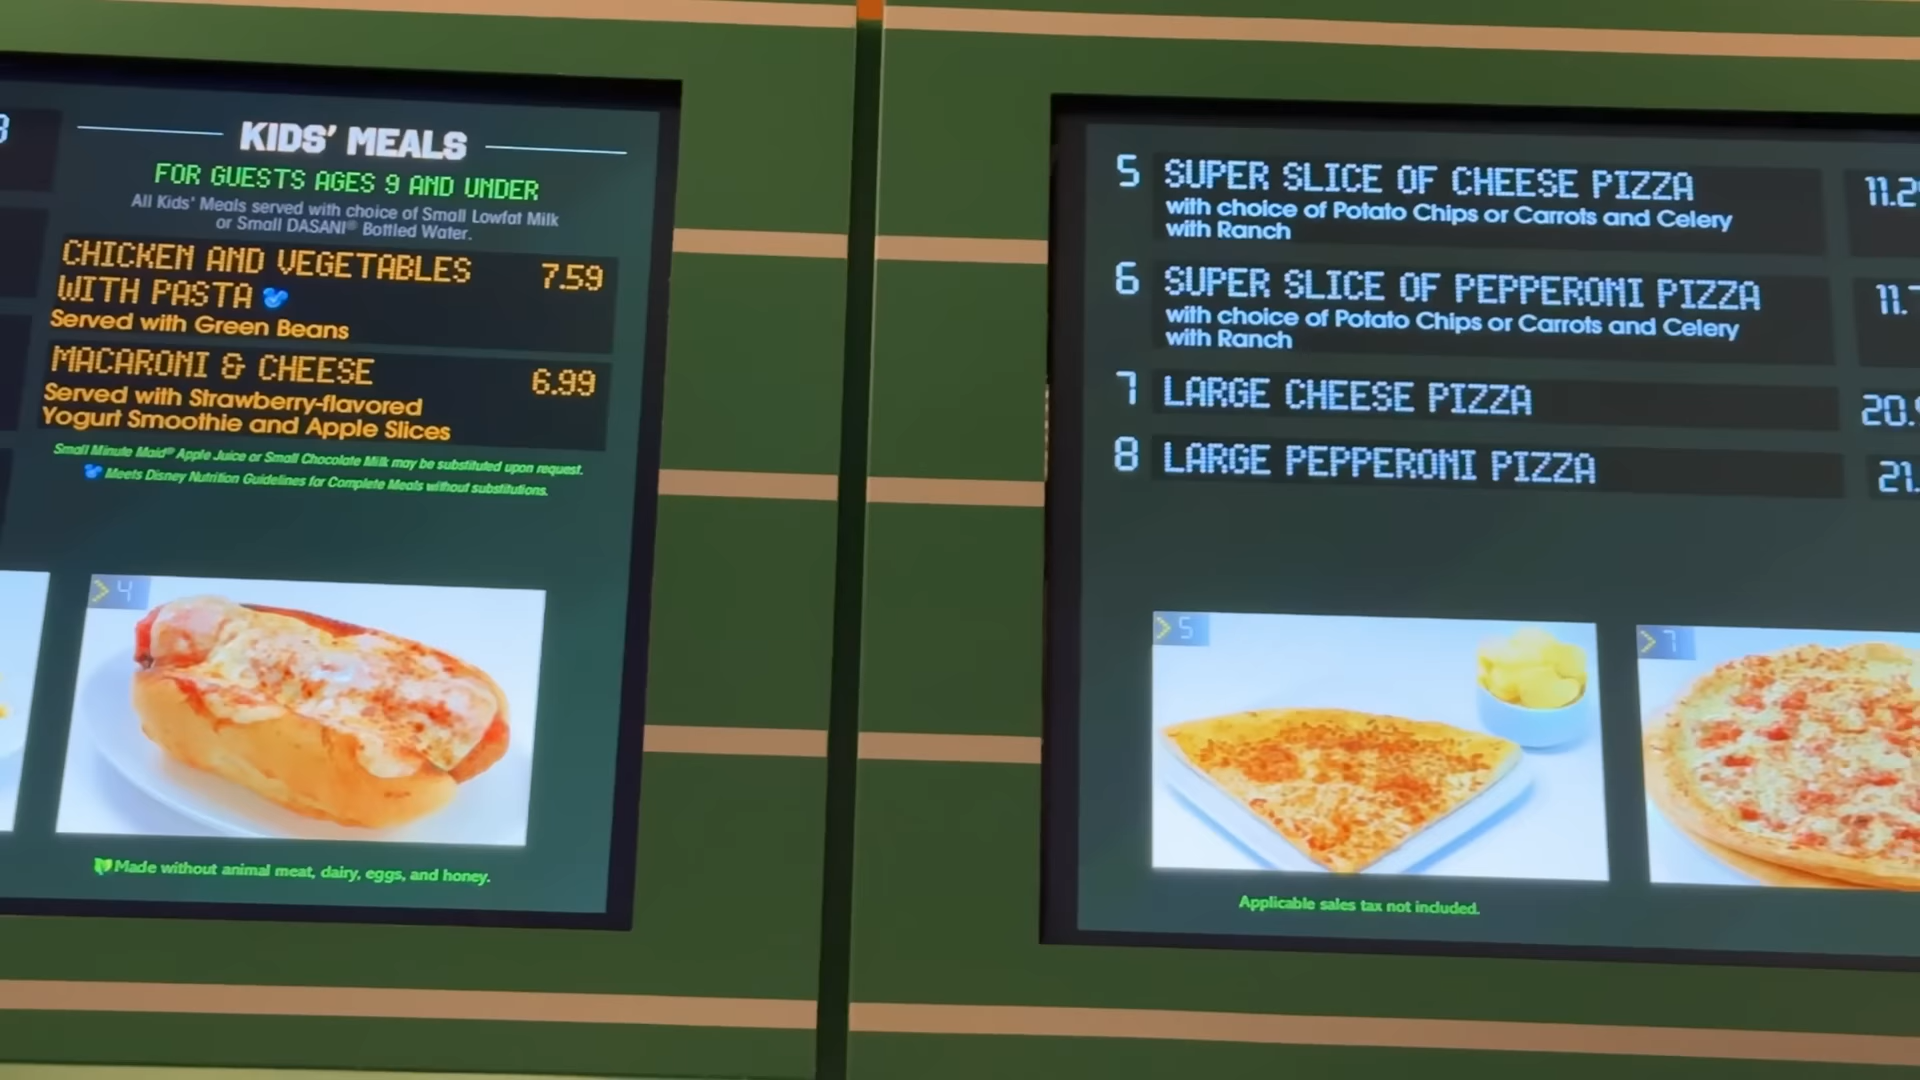 KIDS' MEALS
FOR GUESTS AGES 9 AND UNDER
All Kids' Meals served with choice of Small Lowfat Milk
or Small DASANI® Bottled Water.
CHICKEN AND VEGETABLES 7.59
WITH PASTA
Served with Green Beans
MACARONI & CHEESE 6.99
Served with Strawberry-flavored
Yogurt Smoothie and Apple Slices
Small Minute Maid® Apple Juice or Small Chocolate Milk may be substituted upon request.
Meets Disney Nutrition Guidelines for Complete Meals without substitutions.
>4
Made without animal meat, dairy, eggs, and honey.
5 SUPER SLICE OF CHEESE PIZZA 11.2
with choice of Potato Chips or Carrots and Celery
with Ranch
6 SUPER SLICE OF PEPPERONI PIZZA 11.
with choice of Potato Chips or Carrots and Celery
with Ranch
7 LARGE CHEESE PIZZA 20.
8 LARGE PEPPERONI PIZZA 21.
>5
>7
Applicable sales tax not included.